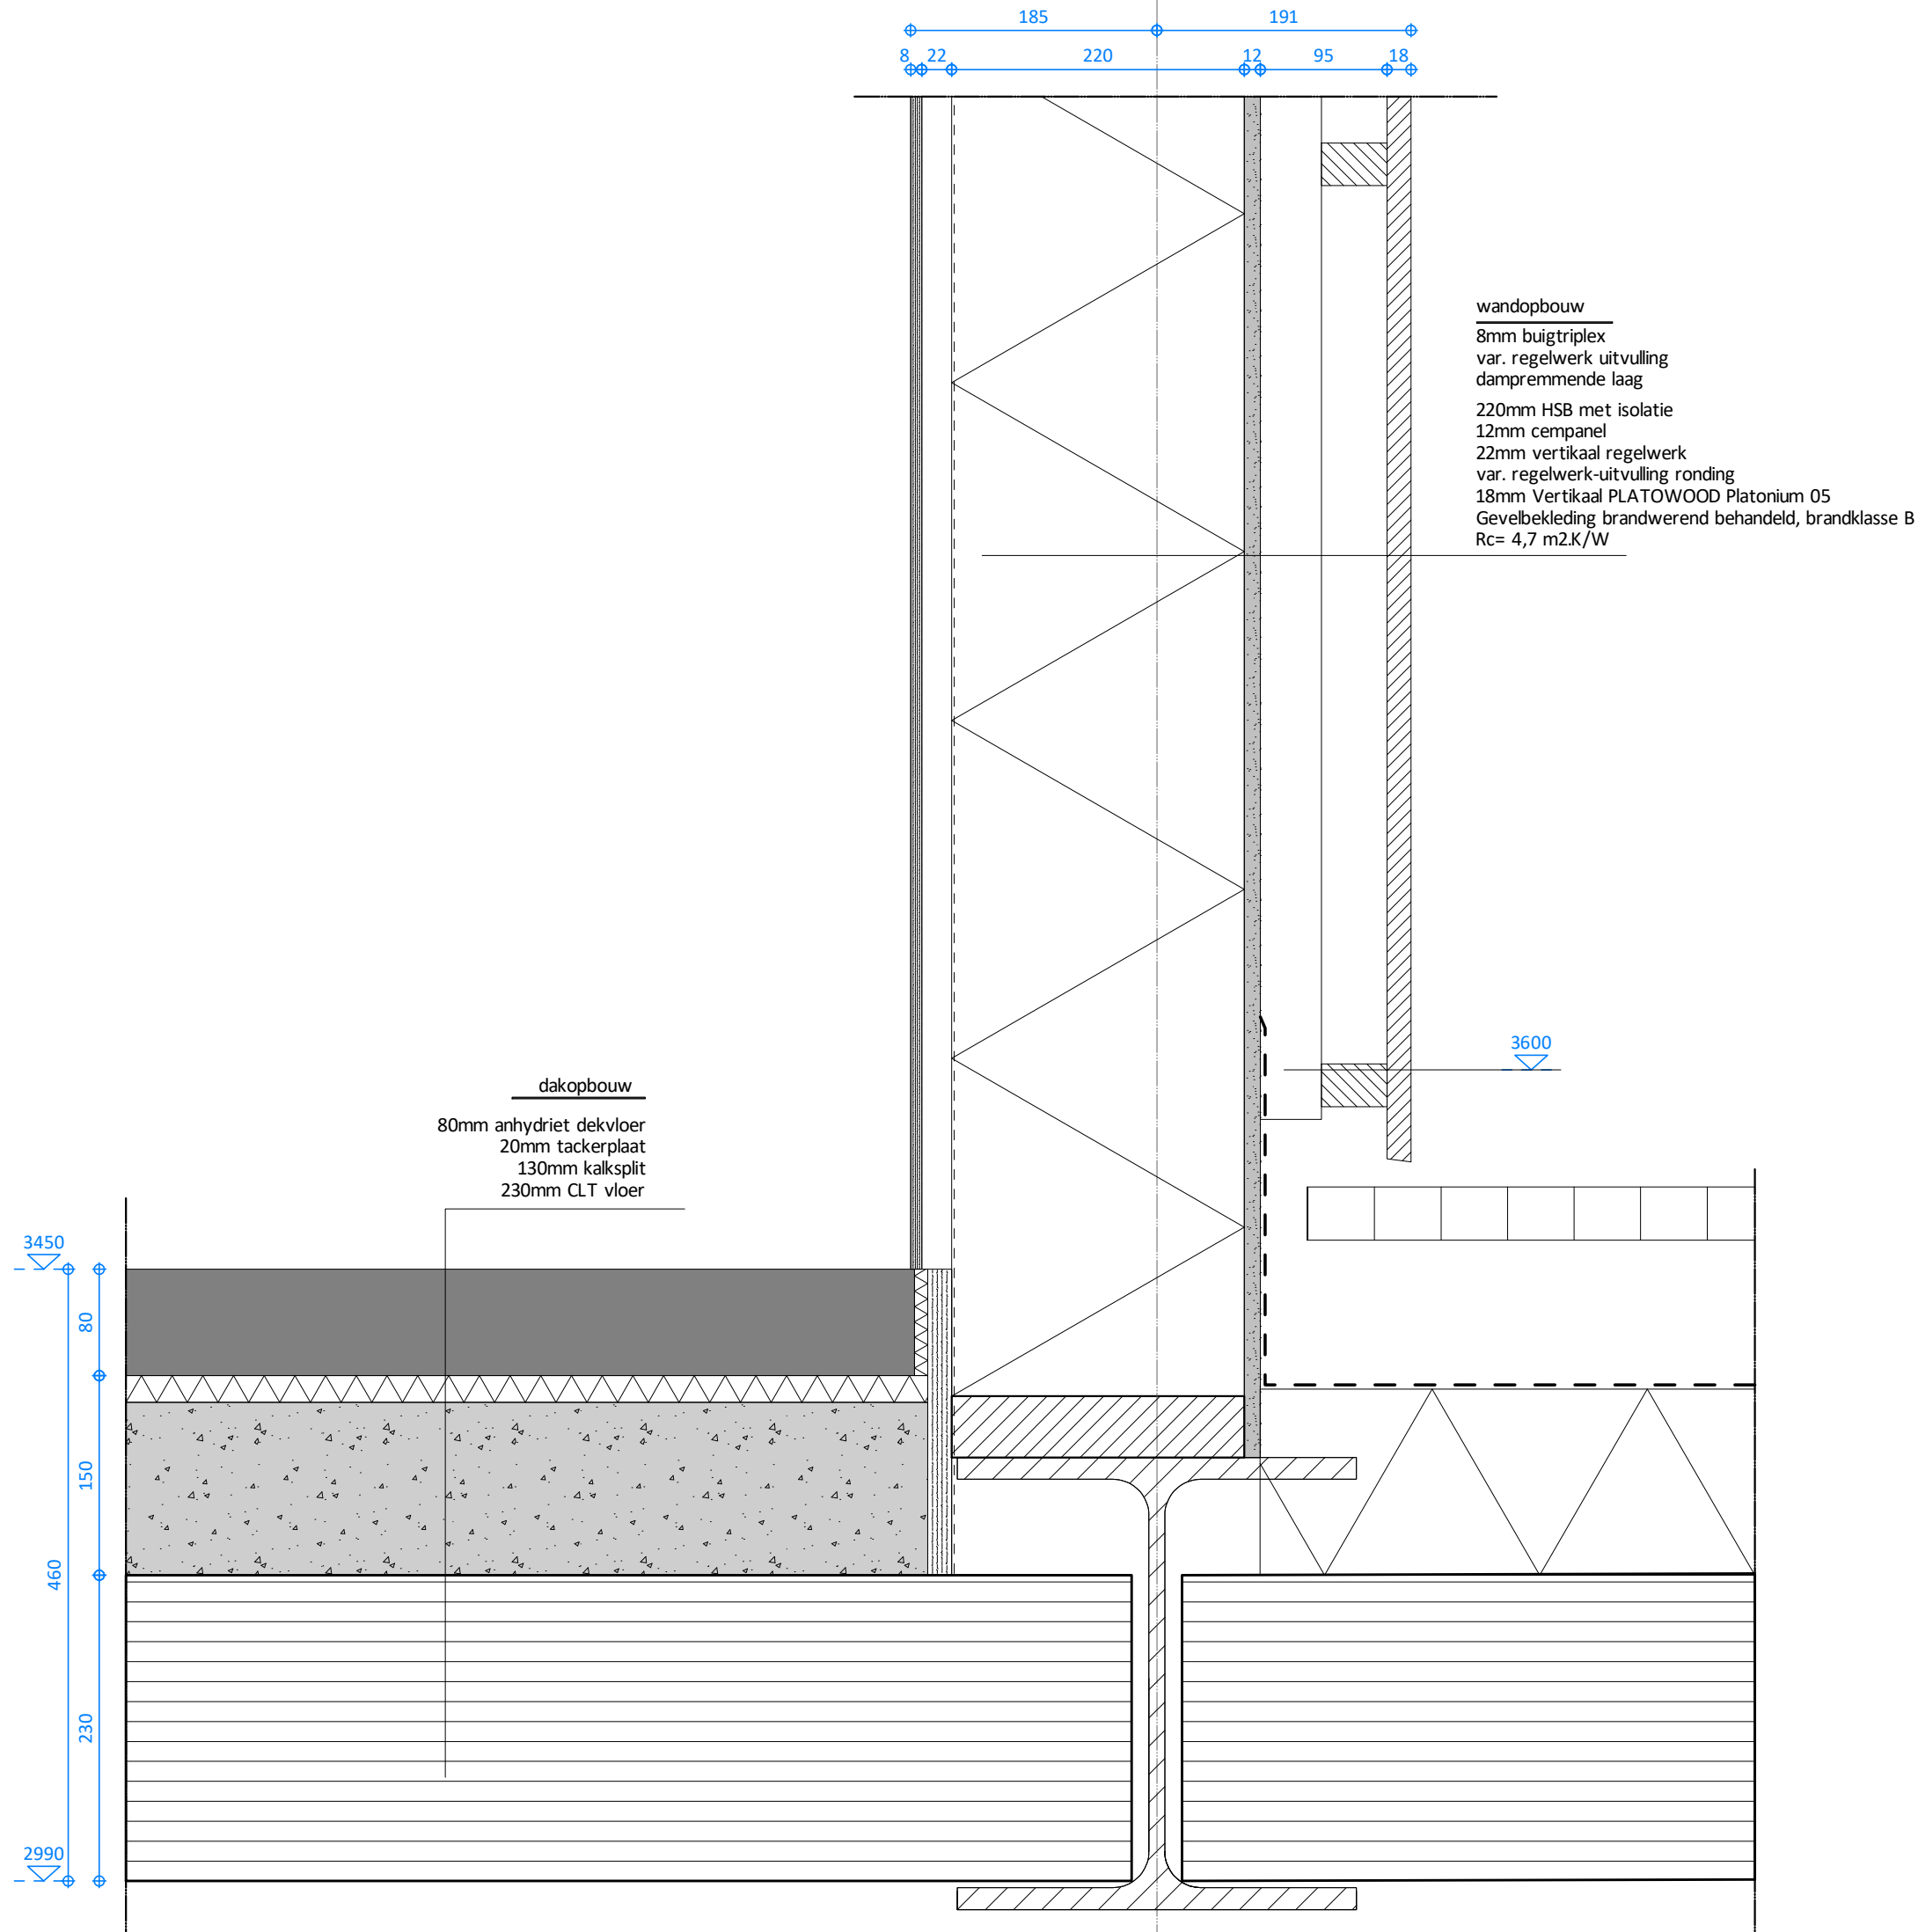 185 191
8 22 220 12 95 18
wandopbouw
8mm buigtriplex
var. regelwerk uitvulling
dampremmende laag
220mm HSB met isolatie
12mm cempanel
22mm vertikaal regelwerk
var. regelwerk-uitvulling ronding
18mm Vertikaal PLATOWOOD Platonium 05
Gevelbekleding brandwerend behandeld, brandklasse B
Rc= 4,7 m2.K/W
3600
dakopbouw
80mm anhydriet dekvloer
20mm tackerplaat
130mm kalksplit
230mm CLT vloer
3450
80
150
460
230
2990